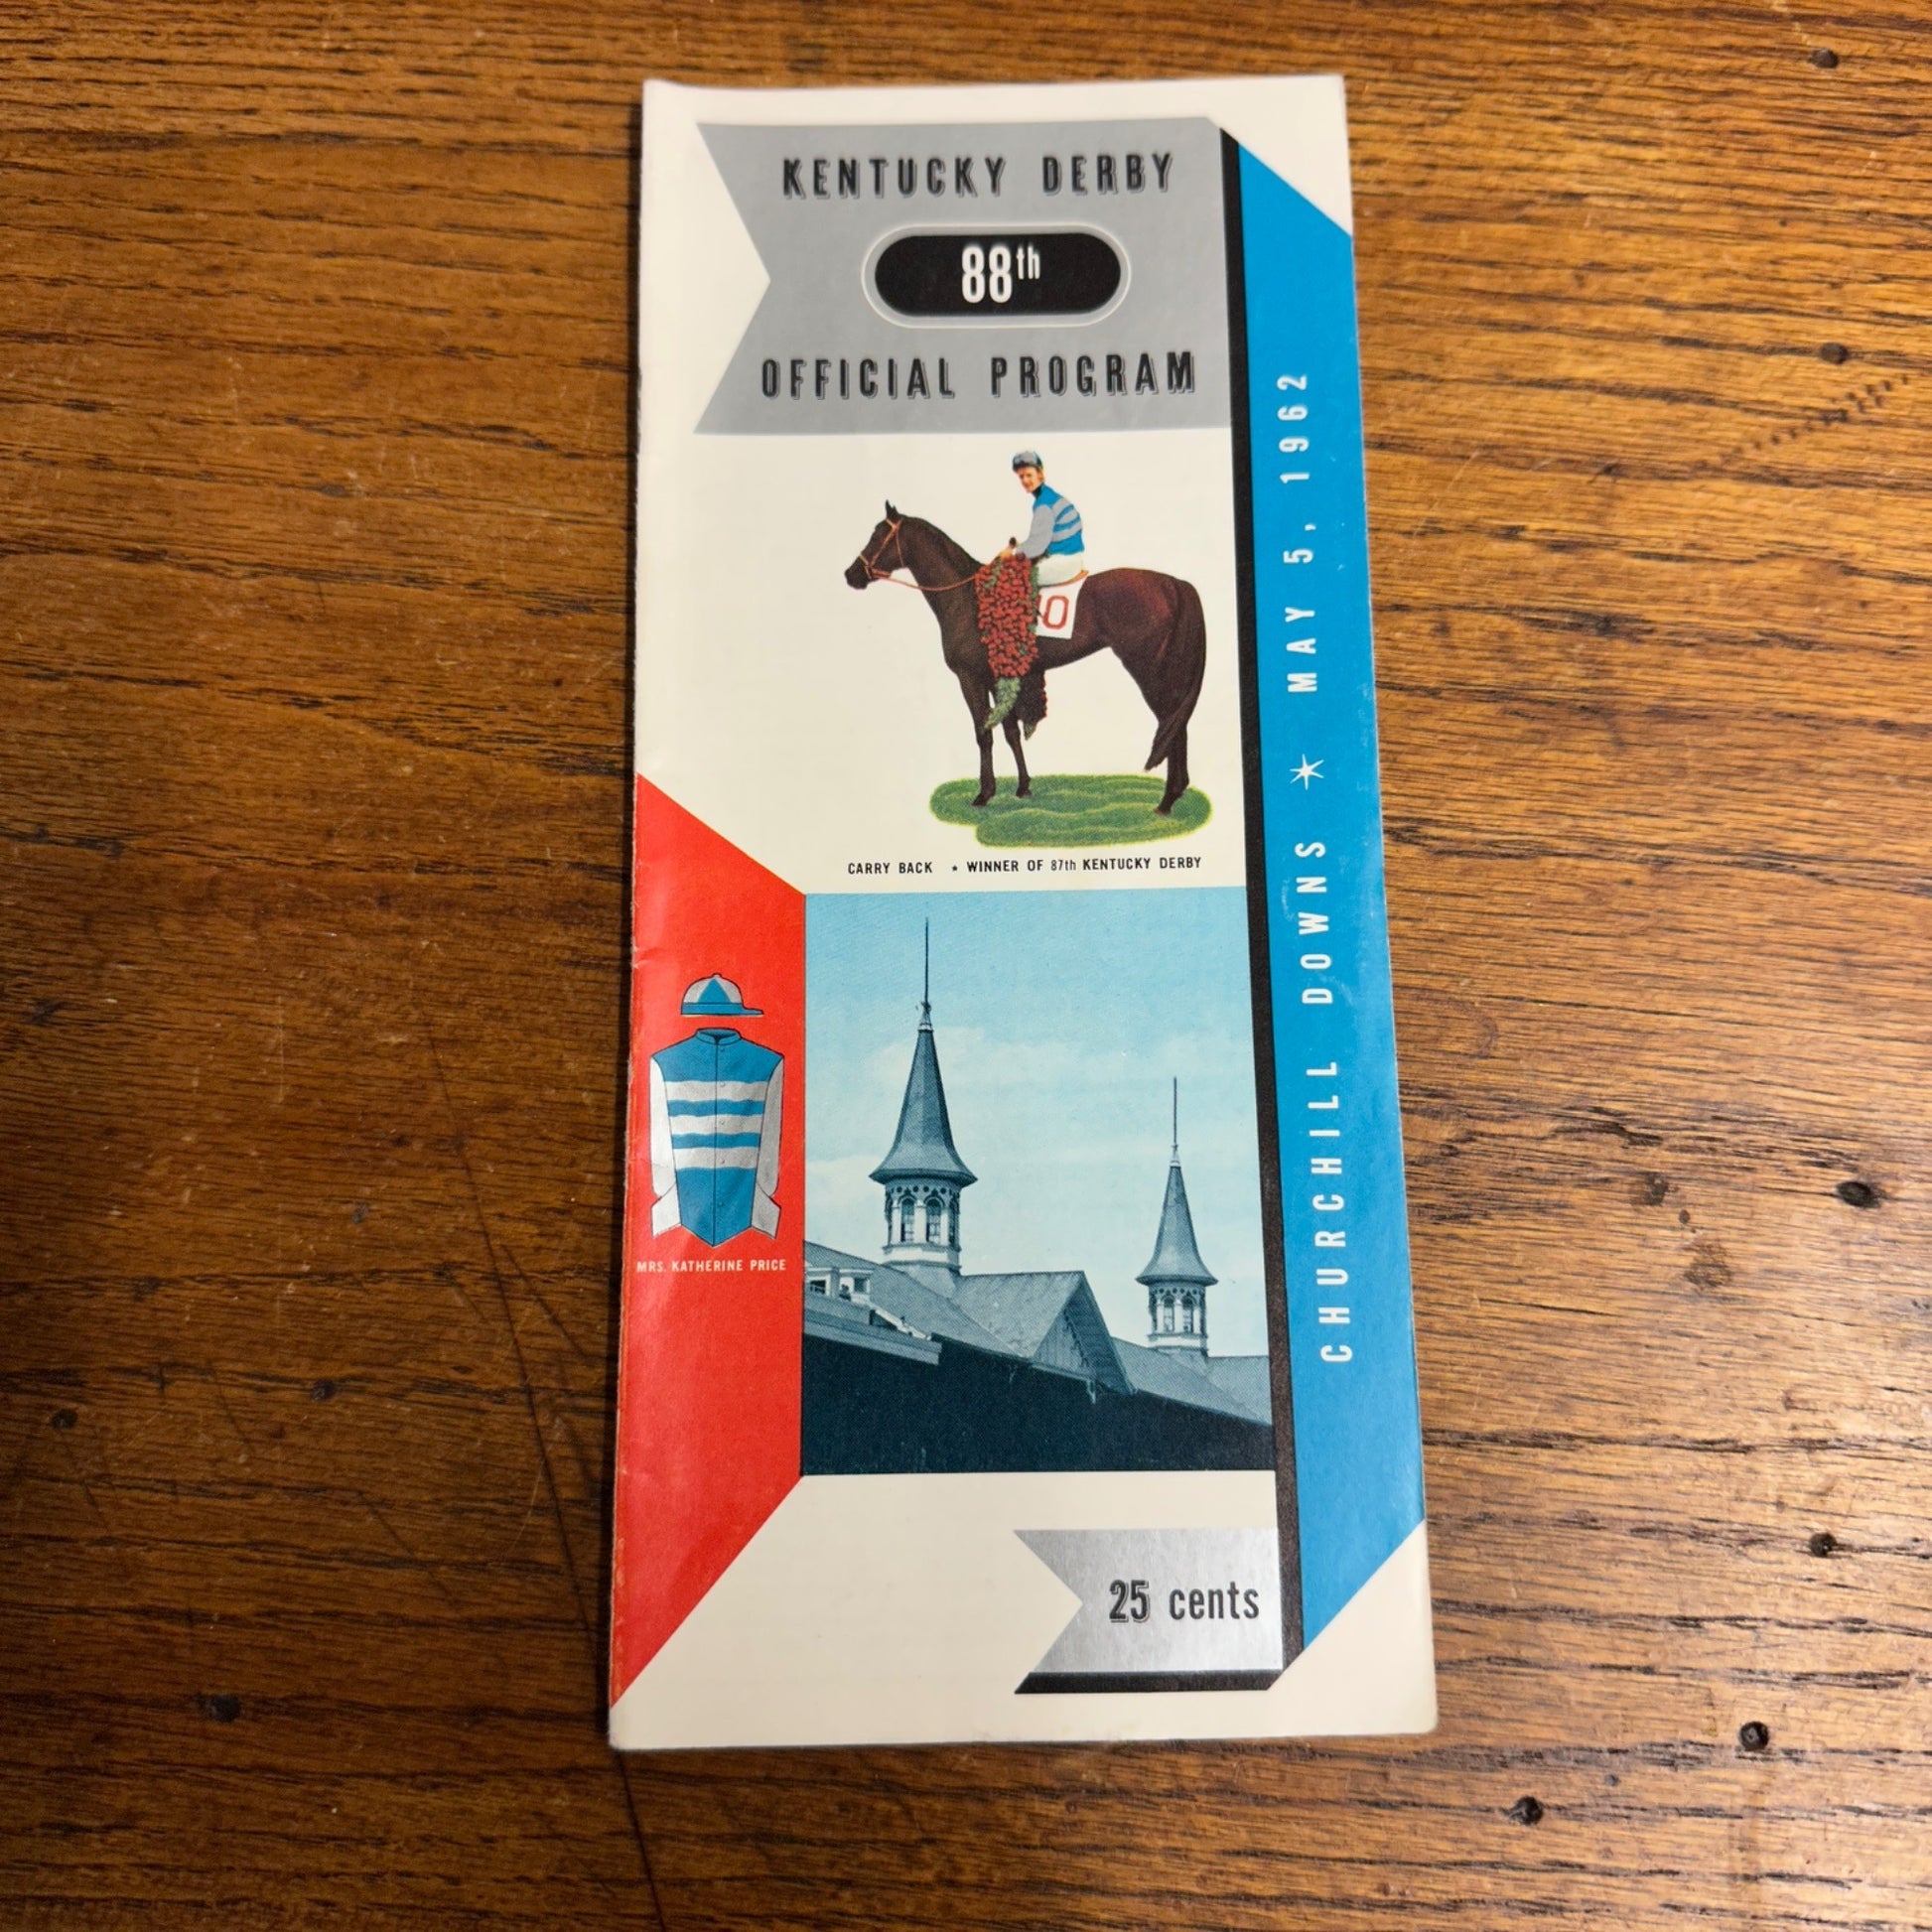 KENTUCKY DERBY
88th
OFFICIAL PROGRAM
10
CARRY BACK ★ WINNER OF 87th KENTUCKY DERBY
MRS. KATHERINE PRICE
25 cents
CHURCHILL DOWNS ✶ MAY 5, 1962